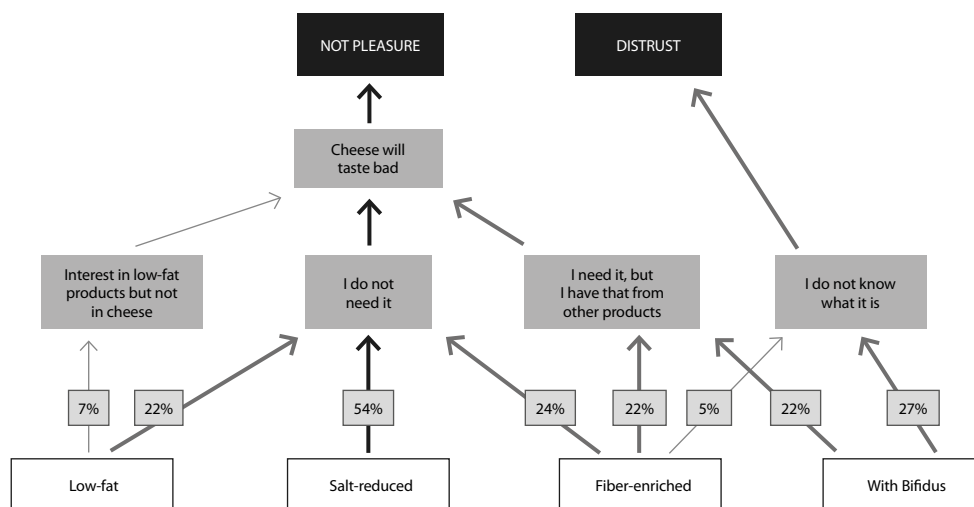 NOT PLEASURE
DISTRUST
Cheese will
taste bad
Interest in low-fat
products but not
in cheese
I do not
need it
I need it, but
I have that from
other products
I do not know
what it is
7%
22%
54%
24%
22%
5%
22%
27%
Low-fat
Salt-reduced
Fiber-enriched
With Bifidus